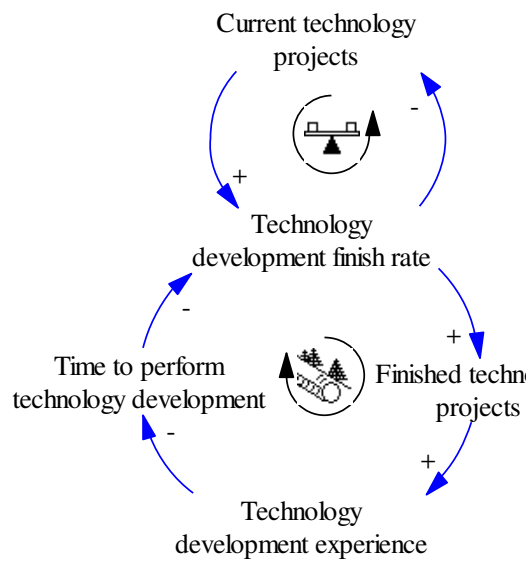 Current technology
projects
-
+
Technology
development finish rate
-
+
Time to perform
technology development
Finished techno
projects
-
+
Technology
development experience